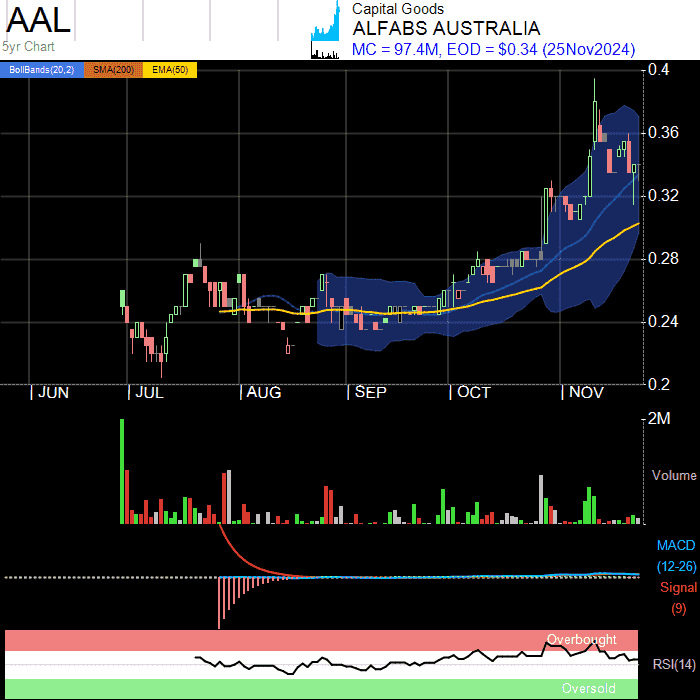 AAL
5yr Chart
Capital Goods
ALFABS AUSTRALIA
MC = 97.4M, EOD = $0.34 (25Nov2024)
BollBands(20,2) SMA(200) EMA(50)
0.4
0.36
0.32
0.28
0.24
0.2
JUN JUL AUG SEP OCT NOV
2M
Volume
MACD
(12-26)
Signal
(9)
Overbought
RSI(14)
Oversold